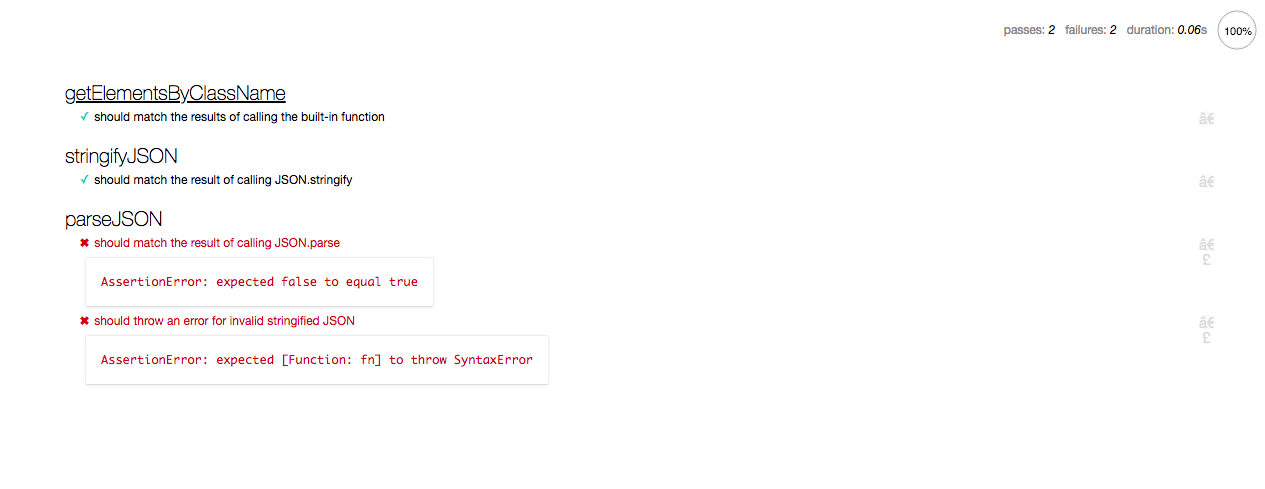 passes: 2 failures: 2 duration: 0.06s 100%
getElementsByClassName
✓ should match the results of calling the built-in function â€
stringifyJSON
✓ should match the result of calling JSON.stringify â€
parseJSON
✖ should match the result of calling JSON.parse â€
£
AssertionError: expected false to equal true
✖ should throw an error for invalid stringified JSON â€
£
AssertionError: expected [Function: fn] to throw SyntaxError